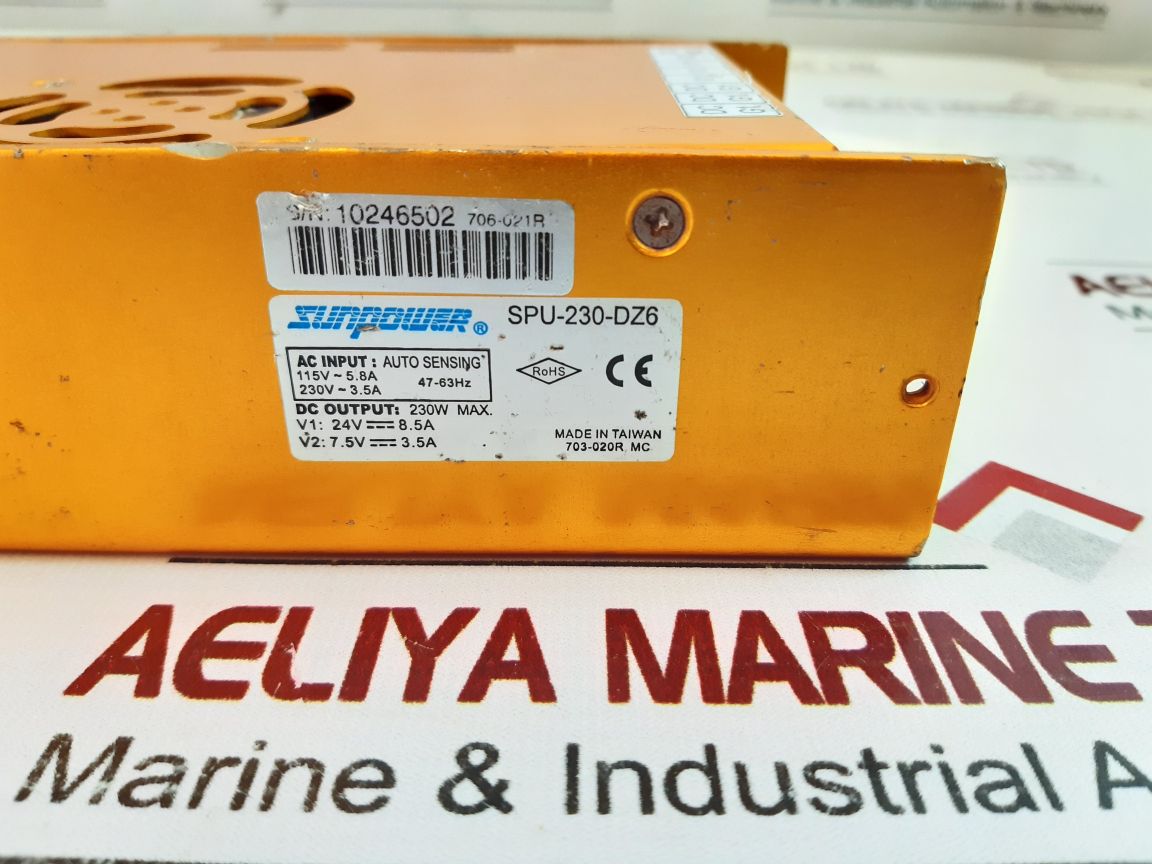 S/N: 10246502 706-021R
SUNPOWER ® SPU-230-DZ6
AC INPUT : AUTO SENSING
115V ~ 5.8A 47-63Hz
230V ~ 3.5A
RoHS CE
DC OUTPUT: 230W MAX.
V1: 24V 8.5A
V2: 7.5V 3.5A
MADE IN TAIWAN
703-020R MC
AELIYA MARINE
Marine & Industrial A